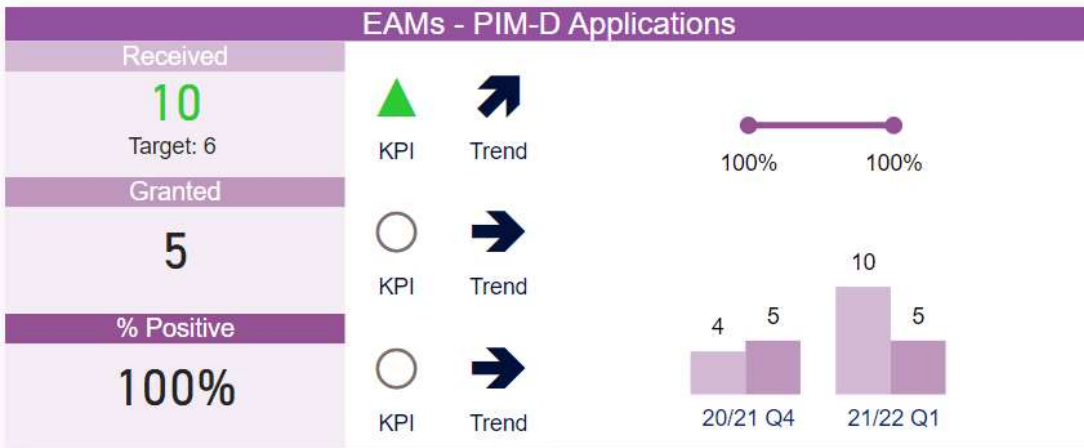 EAMs - PIM-D Applications
Received
10
Target: 6
KPI
Trend
Granted
5
KPI
Trend
% Positive
100%
KPI
Trend
100%
100%
4
5
10
5
20/21 Q4
21/22 Q1